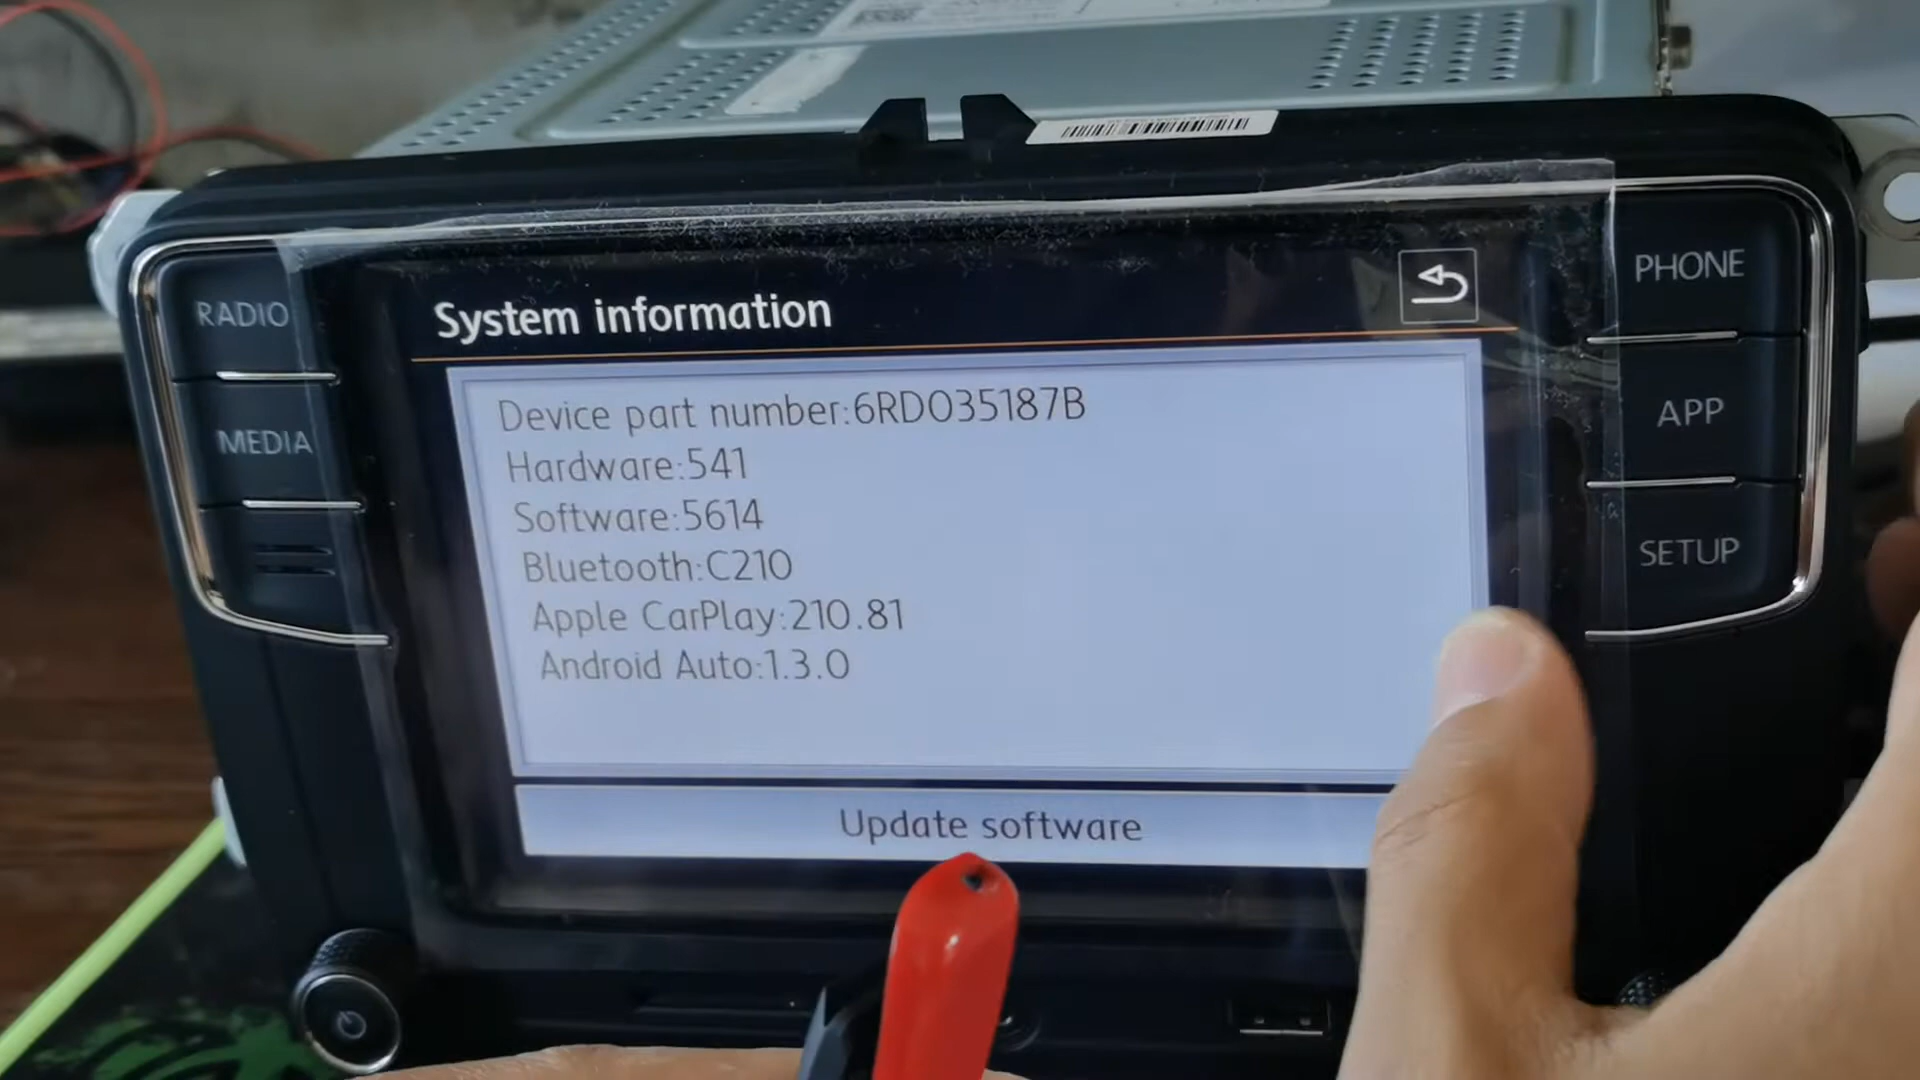 RADIO
MEDIA
System information
Device part number:6RD035187B
Hardware:541
Software:5614
Bluetooth:C210
Apple CarPlay:210.81
Android Auto:1.3.0
Update software
PHONE
APP
SETUP